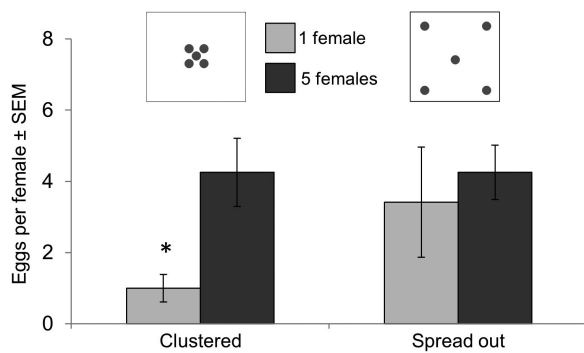 8
6
4
2
0
Eggs per female ± SEM
1 female
5 females
*
Clustered
Spread out